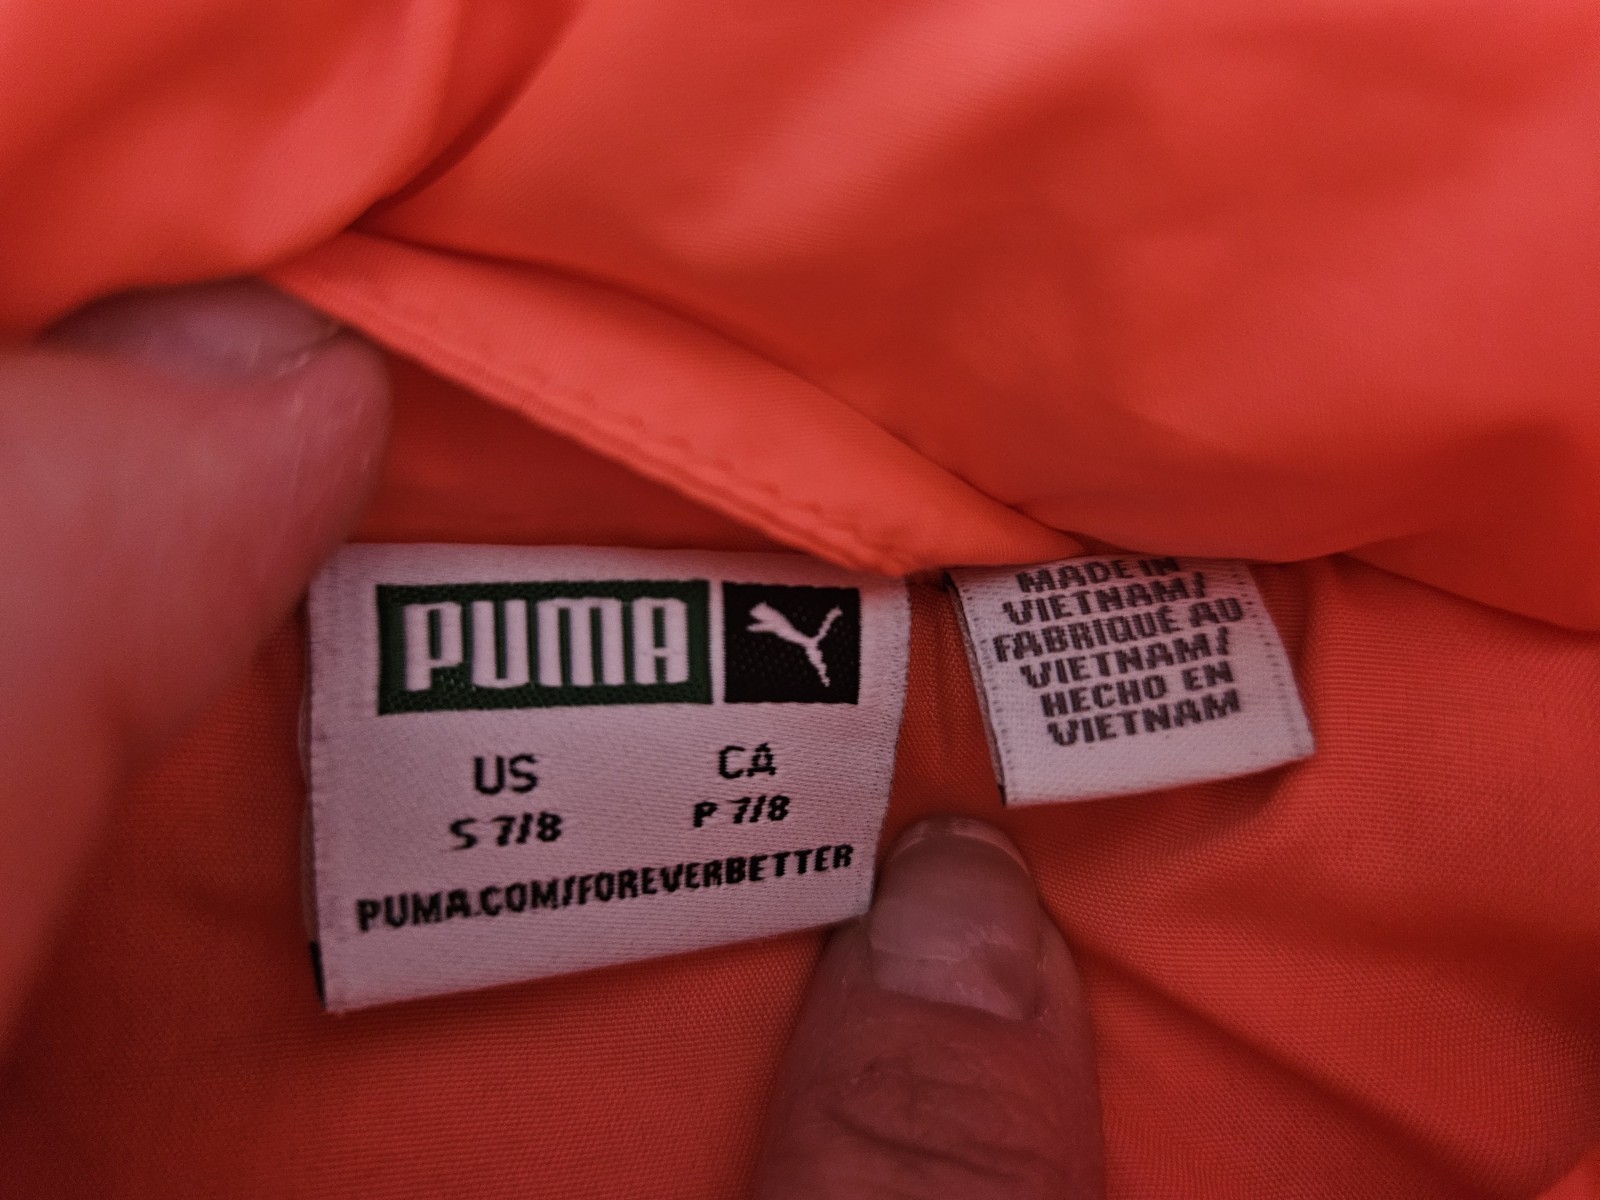 PUMA
US CA
S 7/8 P 7/8
PUMA.COM/FOREVERBETTER
MADE IN
VIETNAM/
FABRIQUÉ AU
VIETNAM/
HECHO EN
VIETNAM